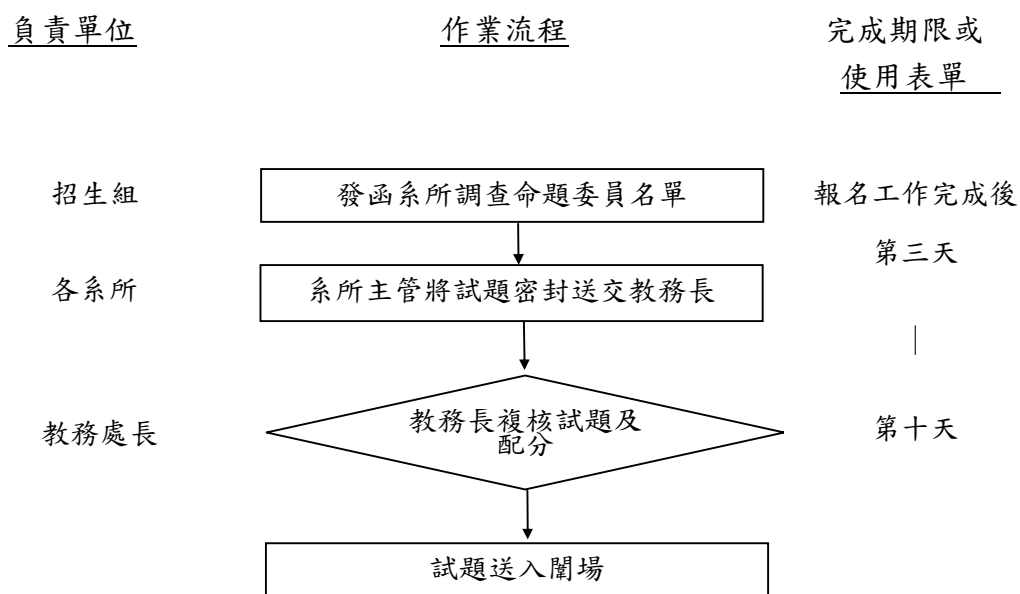 負責單位 作業流程 完成期限或
使用表單
招生組 發函系所調查命題委員名單 報名工作完成後
第三天
各系所 系所主管將試題密封送交教務長
｜
教務處長 教務長複核試題及
配分 第十天
試題送入闈場